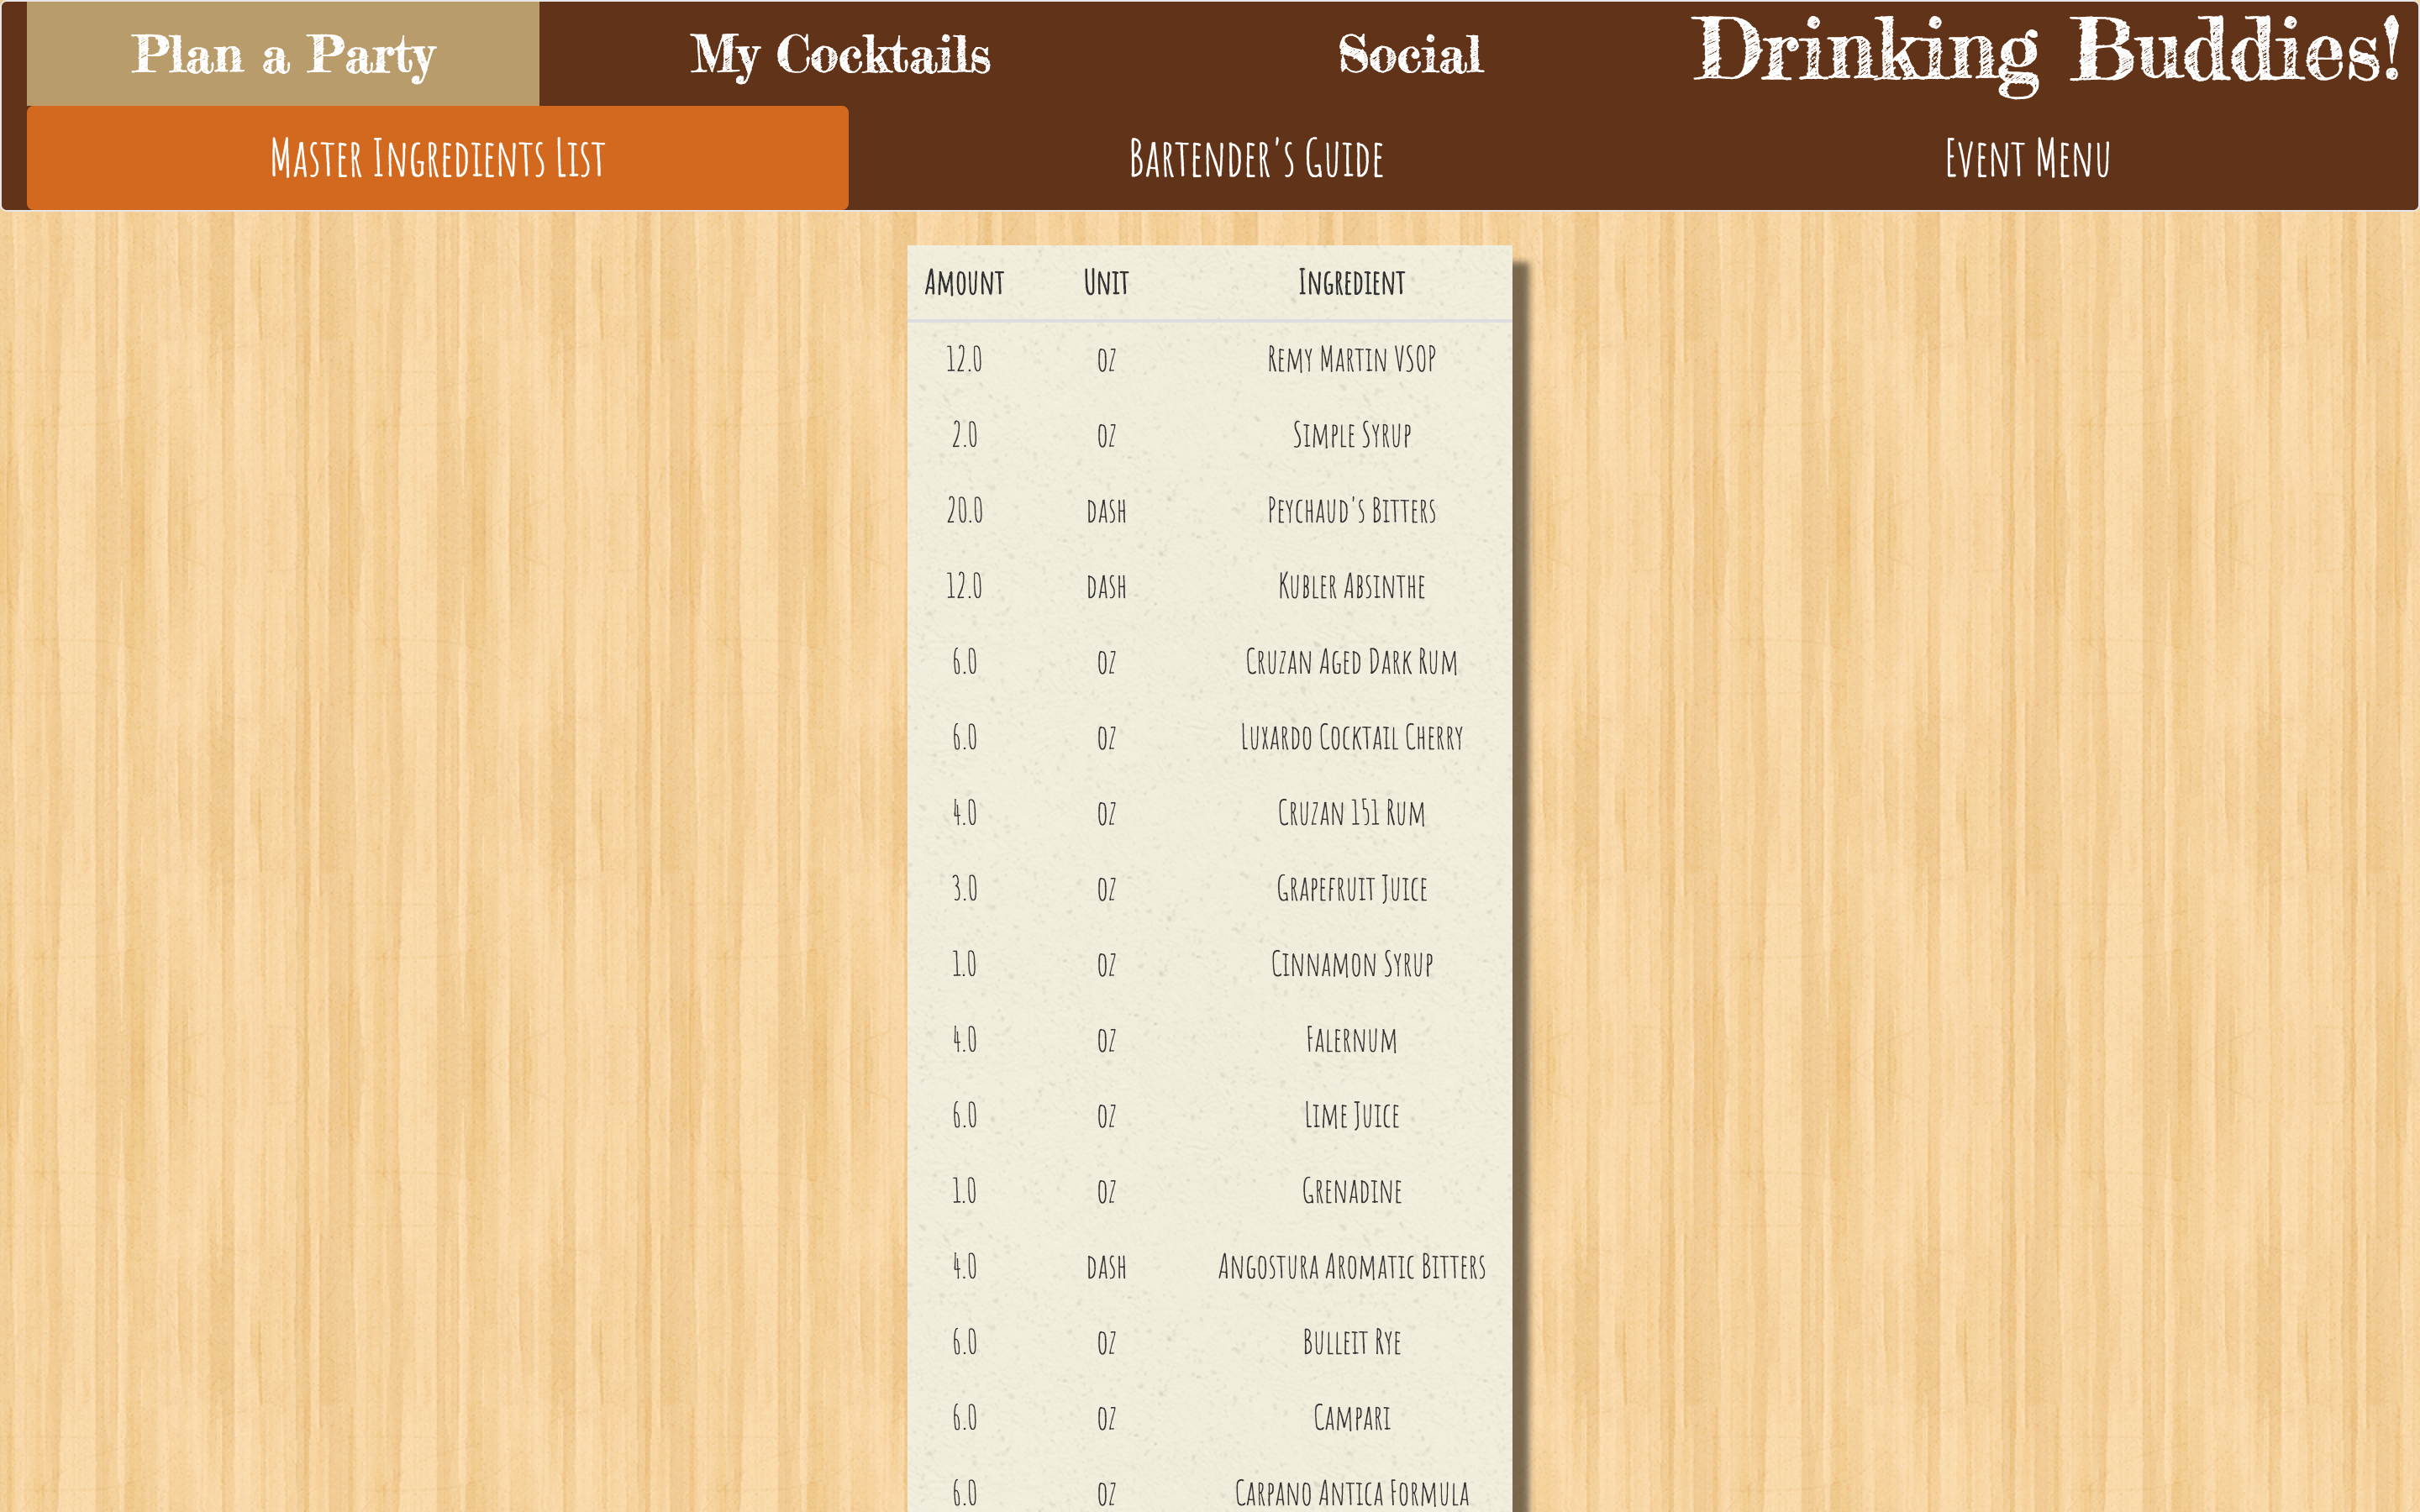 Plan a Party My Cocktails Social Drinking Buddies!
Master Ingredients List Bartender's Guide Event Menu
Amount Unit Ingredient
12.0 oz Remy Martin VSOP
2.0 oz Simple Syrup
20.0 dash Peychaud's Bitters
12.0 dash Kubler Absinthe
6.0 oz Cruzan Aged Dark Rum
6.0 oz Luxardo Cocktail Cherry
4.0 oz Cruzan 151 Rum
3.0 oz Grapefruit Juice
1.0 oz Cinnamon Syrup
4.0 oz Falernum
6.0 oz Lime Juice
1.0 oz Grenadine
4.0 dash Angostura Aromatic Bitters
6.0 oz Bulleit Rye
6.0 oz Campari
6.0 oz Carpano Antica Formula